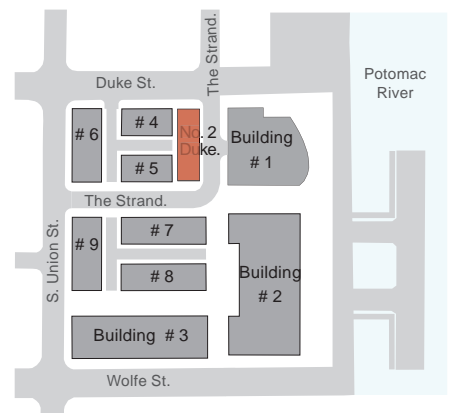 The Strand.
Duke St.
Potomac
River
# 6
# 4
No. 2
Duke.
Building
# 1
# 5
The Strand.
S. Union St.
# 9
# 7
# 8
Building
# 2
Building # 3
Wolfe St.